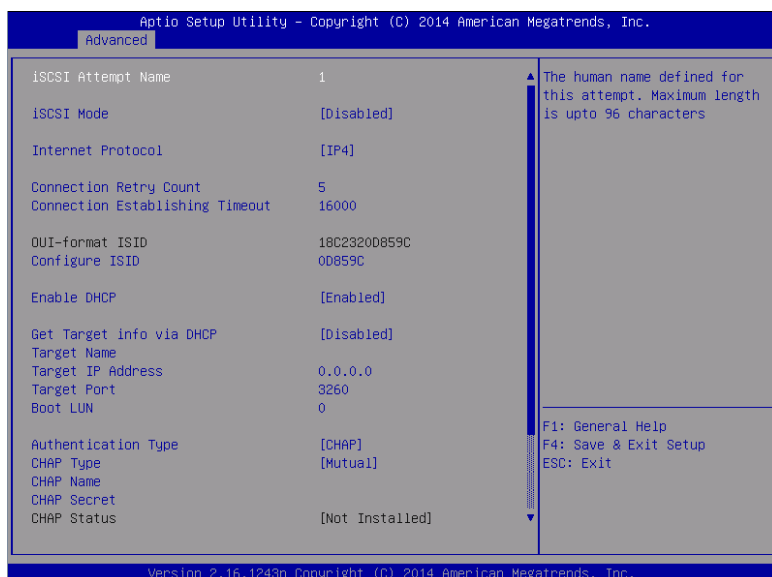 Aptio Setup Utility – Copyright (C) 2014 American Megatrends, Inc.
Advanced
iSCSI Attempt Name 1
iSCSI Mode [Disabled]
Internet Protocol [IP4]
Connection Retry Count 5
Connection Establishing Timeout 16000
OUI-format ISID 18C2320D859C
Configure ISID 0D859C
Enable DHCP [Enabled]
Get Target info via DHCP [Disabled]
Target Name
Target IP Address 0.0.0.0
Target Port 3260
Boot LUN 0
Authentication Type [CHAP]
CHAP Type [Mutual]
CHAP Name
CHAP Secret
CHAP Status [Not Installed]
The human name defined for
this attempt. Maximum length
is upto 96 characters
F1: General Help
F4: Save & Exit Setup
ESC: Exit
Version 2.16.1243n Copyright (C) 2014 American Megatrends, Inc.